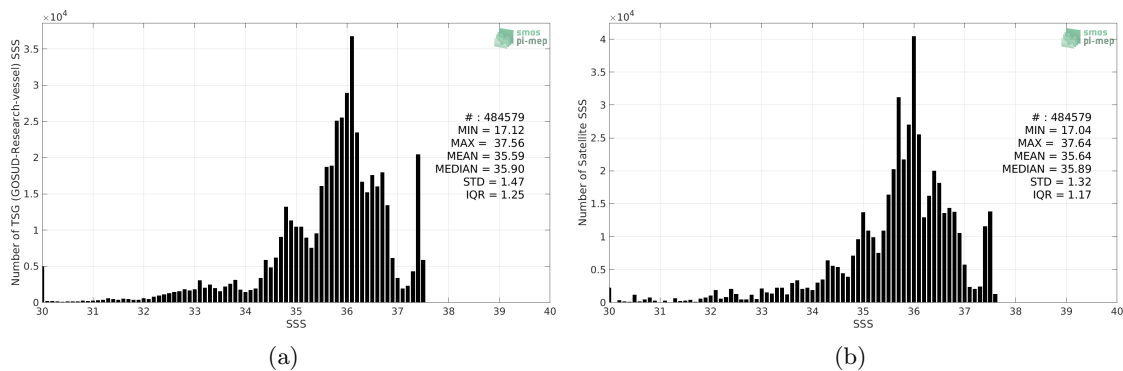 ×10⁴
smos
pi-mep
Number of TSG (GOSUD-Research-vessel) SSS
3.5
3
2.5
2
1.5
1
0.5
0
# : 484579
MIN = 17.12
MAX = 37.56
MEAN = 35.59
MEDIAN = 35.90
STD = 1.47
IQR = 1.25
30 31 32 33 34 35 36 37 38 39 40
SSS
(a)
×10⁴
smos
pi-mep
Number of Satellite SSS
4
3.5
3
2.5
2
1.5
1
0.5
0
# : 484579
MIN = 17.04
MAX = 37.64
MEAN = 35.64
MEDIAN = 35.89
STD = 1.32
IQR = 1.17
30 31 32 33 34 35 36 37 38 39 40
SSS
(b)